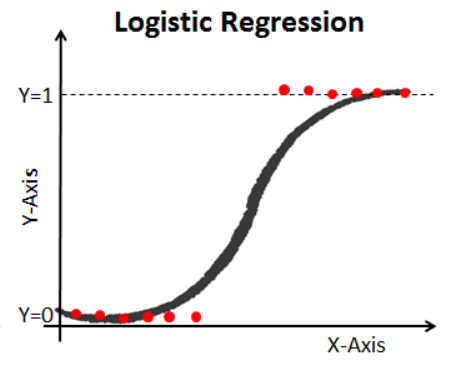 Logistic Regression
Y=1
Y-Axis
Y=0
X-Axis